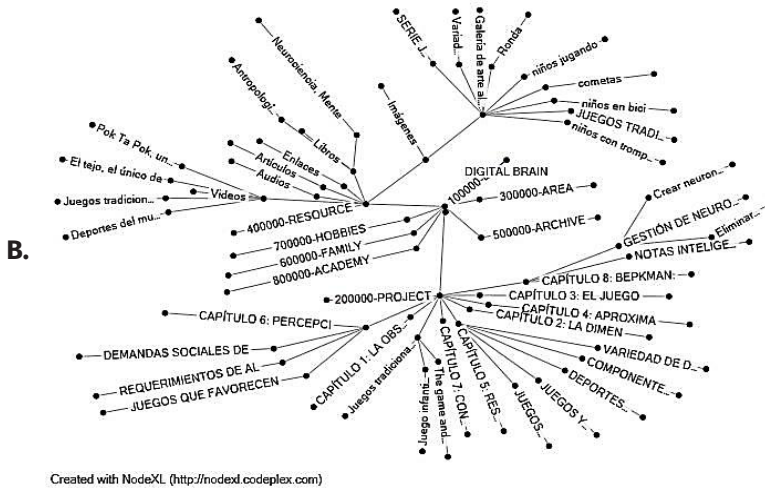 SERIE J...
Variad...
Galería de arte al...
Ronda
niños jugando
cometas
niños en bici
JUEGOS TRADI...
niños con tromp...
Neurociencia, Mente
Antropologí...
Imágenes
Libros
Enlaces
Artículos
Audios
Videos
Pok Ta Pok, un...
El tejo, el único de
Juegos tradicion...
Deportes del mu...
DIGITAL BRAIN
100000-
300000-AREA
500000-ARCHIVE
400000-RESOURCE
700000-HOBBIES
600000-FAMILY
800000-ACADEMY
B.
Crear neuron...
GESTIÓN DE NEURO...
Eliminar...
NOTAS INTELIGE...
CAPÍTULO 8: BEPKMAN:
200000-PROJECT
CAPÍTULO 3: EL JUEGO
CAPÍTULO 4: APROXIMA
CAPÍTULO 2: LA DIMEN
CAPÍTULO 6: PERCEPCI
DEMANDAS SOCIALES DE
REQUERIMIENTOS DE AL
JUEGOS QUE FAVORECEN
CAPÍTULO 1: LA OBS...
Juegos tradiciona...
Juego infant...
The game and...
CAPÍTULO 7: CON...
CAPÍTULO 5: RES...
JUEGOS...
JUEGOS Y...
DEPORTES...
COMPONENTE...
VARIEDAD DE D...
Created with NodeXL (http://nodexl.codeplex.com)